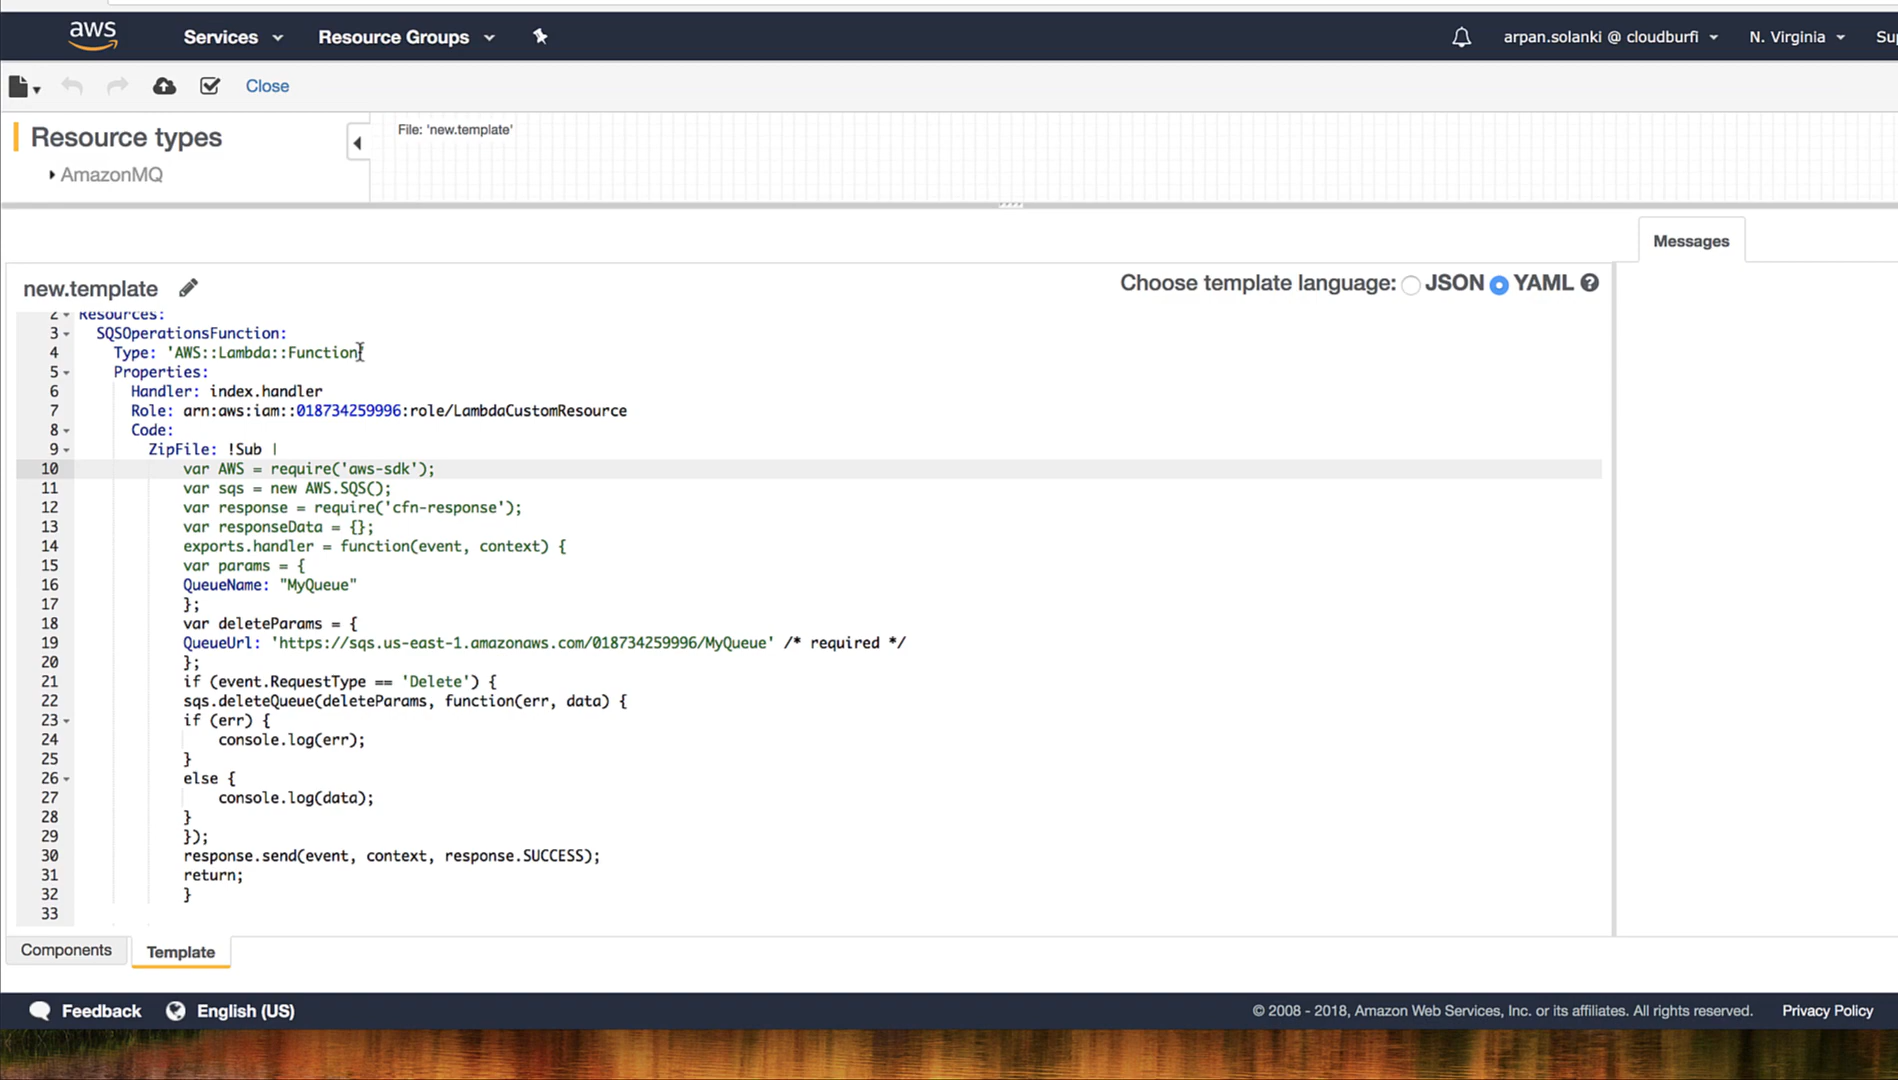 aws Services Resource Groups arpan.solanki @ cloudburfi N. Virginia Su
Close
Resource types
AmazonMQ
File: 'new.template'
Messages
new.template
Choose template language: JSON YAML
2 Resources:
3 SQSOperationsFunction:
4 Type: 'AWS::Lambda::Function'
5 Properties:
6 Handler: index.handler
7 Role: arn:aws:iam::018734259996:role/LambdaCustomResource
8 Code:
9 ZipFile: !Sub |
10 var AWS = require('aws-sdk');
11 var sqs = new AWS.SQS();
12 var response = require('cfn-response');
13 var responseData = {};
14 exports.handler = function(event, context) {
15 var params = {
16 QueueName: "MyQueue"
17 };
18 var deleteParams = {
19 QueueUrl: 'https://sqs.us-east-1.amazonaws.com/018734259996/MyQueue' /* required */
20 };
21 if (event.RequestType == 'Delete') {
22 sqs.deleteQueue(deleteParams, function(err, data) {
23 if (err) {
24 console.log(err);
25 }
26 else {
27 console.log(data);
28 }
29 });
30 response.send(event, context, response.SUCCESS);
31 return;
32 }
33
Components Template
Feedback English (US) © 2008 - 2018, Amazon Web Services, Inc. or its affiliates. All rights reserved. Privacy Policy